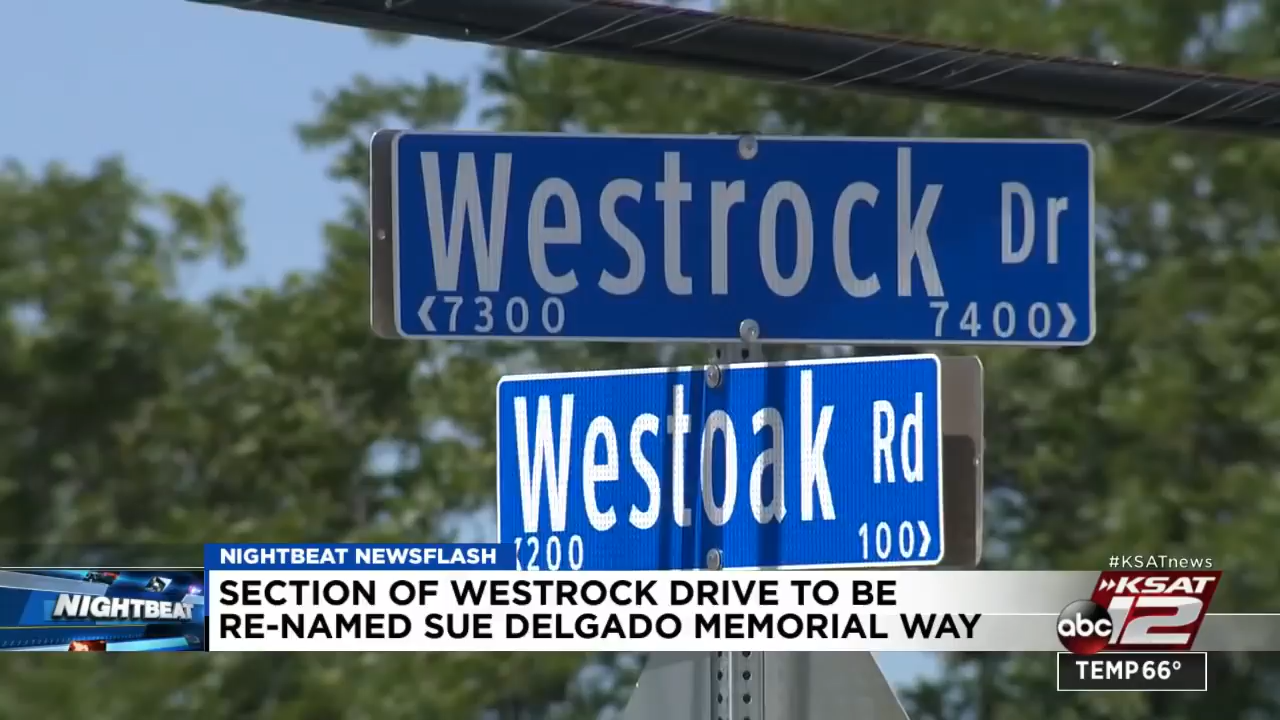 Westrock Dr
<7300 7400>
Westoak Rd
<200 100>
NIGHTBEAT NEWSFLASH
#KSATnews
SECTION OF WESTROCK DRIVE TO BE
RE-NAMED SUE DELGADO MEMORIAL WAY
NIGHTBEAT
KSAT
abc 12
TEMP 66°